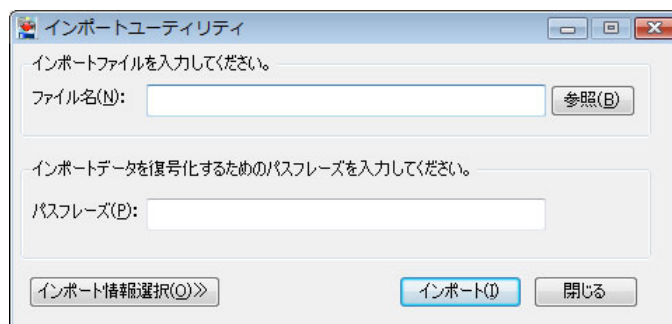 インポートユーティリティ
インポートファイルを入力してください。
ファイル名(N):
参照(B)
インポートデータを復号化するためのパスフレーズを入力してください。
パスフレーズ(P):
インポート情報選択(O)≫
インポート(I)
閉じる